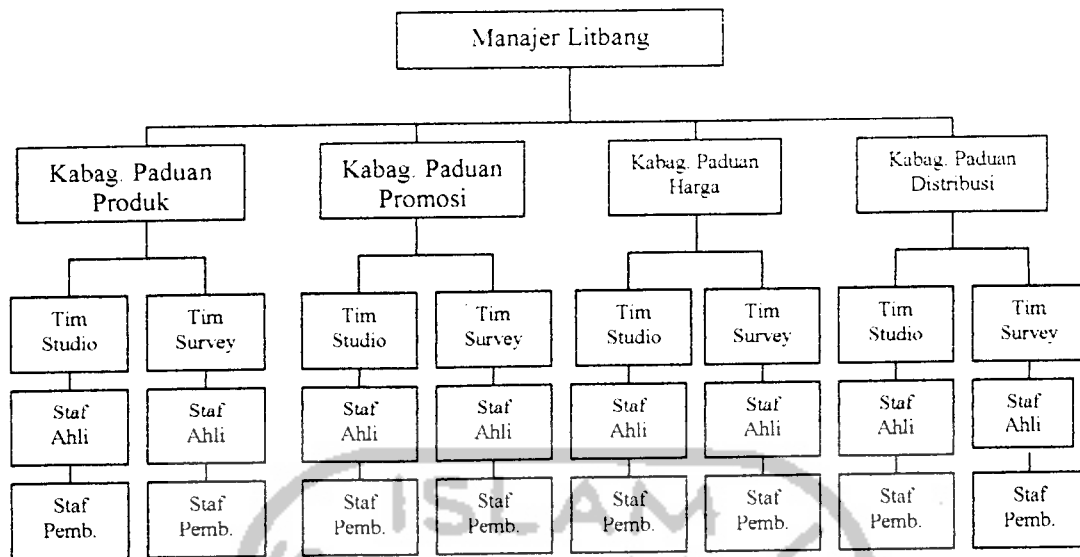 Manajer Litbang
Kabag. Paduan
Produk
Kabag. Paduan
Promosi
Kabag. Paduan
Harga
Kabag. Paduan
Distribusi
Tim
Studio
Tim
Survey
Tim
Studio
Tim
Survey
Tim
Studio
Tim
Survey
Tim
Studio
Tim
Survey
Staf
Ahli
Staf
Ahli
Staf
Ahli
Staf
Ahli
Staf
Ahli
Staf
Ahli
Staf
Ahli
Staf
Ahli
ISLAM
Staf
Pemb.
Staf
Pemb.
Staf
Pemb.
Staf
Pemb.
Staf
Pemb.
Staf
Pemb.
Staf
Pemb.
Staf
Pemb.